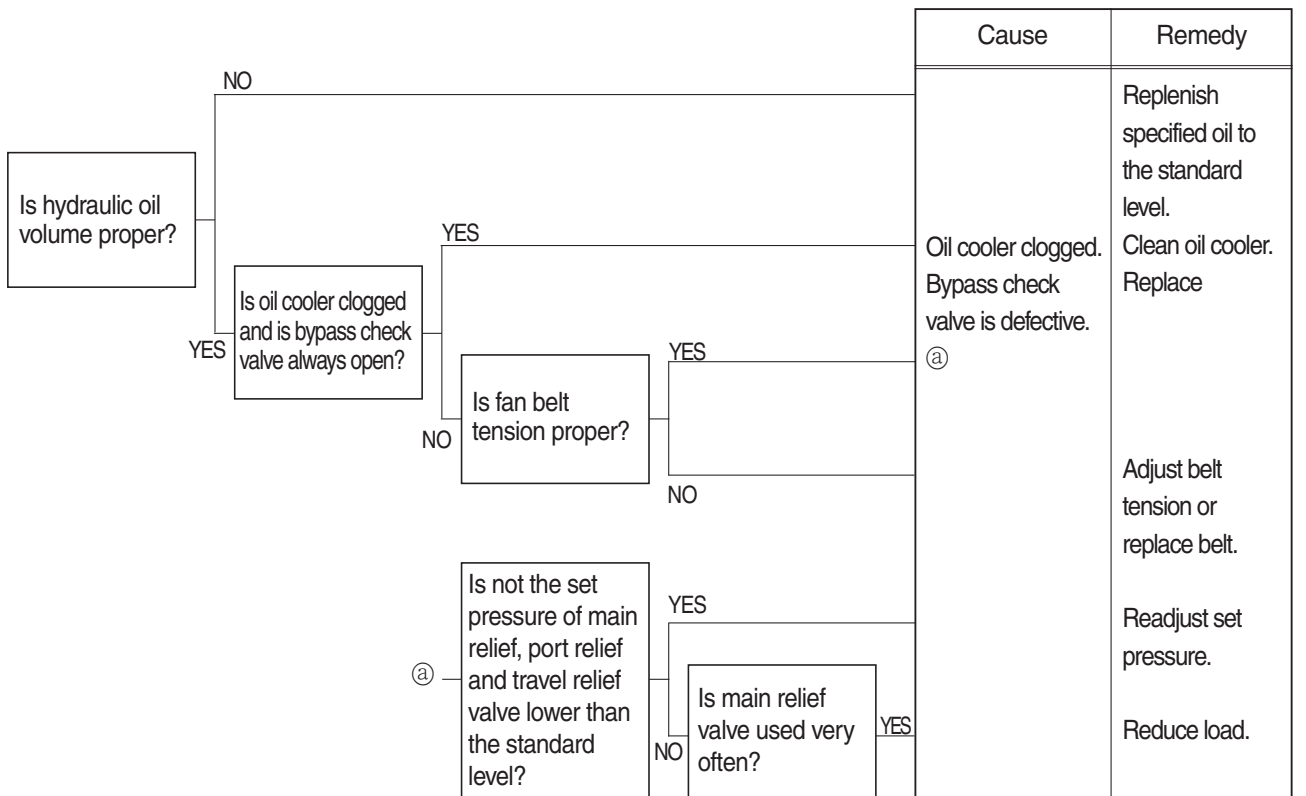 Cause
Remedy
NO
Is hydraulic oil
volume proper?
YES
Replenish
specified oil to
the standard
level.
YES
Is oil cooler clogged
and is bypass check
valve always open?
NO
Oil cooler clogged.
Bypass check
valve is defective.
ⓐ
Clean oil cooler.
Replace
YES
Is fan belt
tension proper?
NO
Adjust belt
tension or
replace belt.
ⓐ
Is not the set
pressure of main
relief, port relief
and travel relief
valve lower than
the standard
level?
YES
NO
Readjust set
pressure.
Is main relief
valve used very
often?
YES
Reduce load.